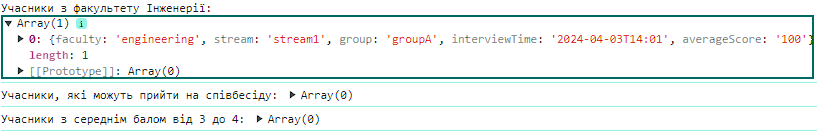 Учасники з факультету Інженерії:
▼ Array(1) i
▶ 0: {faculty: 'engineering', stream: 'stream1', group: 'groupA', interviewTime: '2024-04-03T14:01', averageScore: '100'}
length: 1
▶ [[Prototype]]: Array(0)
Учасники, які можуть прийти на співбесіду: ▶ Array(0)
Учасники з середнім балом від 3 до 4: ▶ Array(0)